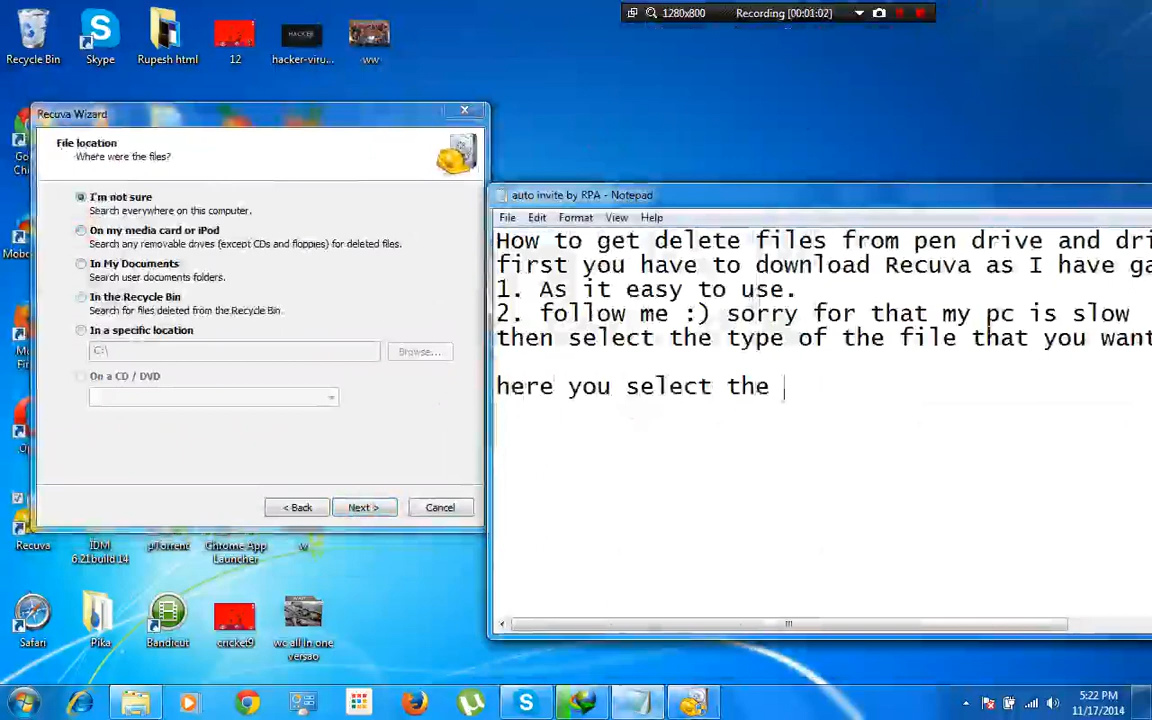 1280x800
Recording [00:01:02]
Recycle Bin
Skype
Rupesh html
12
hacker-viru...
ww
Recuva Wizard
File location
Where were the files?
I'm not sure
Search everywhere on this computer.
On my media card or iPod
Search any removable drives (except CDs and floppies) for deleted files.
In My Documents
Search user documents folders.
In the Recycle Bin
Search for files deleted from the Recycle Bin.
In a specific location
C:\
Browse...
On a CD / DVD
< Back
Next >
Cancel
auto invite by RPA - Notepad
File Edit Format View Help
How to get delete files from pen drive and dri
first you have to download Recuva as I have ga
1. As it easy to use.
2. follow me :) sorry for that my pc is slow
then select the type of the file that you want
here you select the
Recuva
IDM
6.21build 14
µTorrent
Chrome App
Launcher
Safari
Pika
Bandicut
cricket9
wc all in one
versao
5:22 PM
11/17/2014